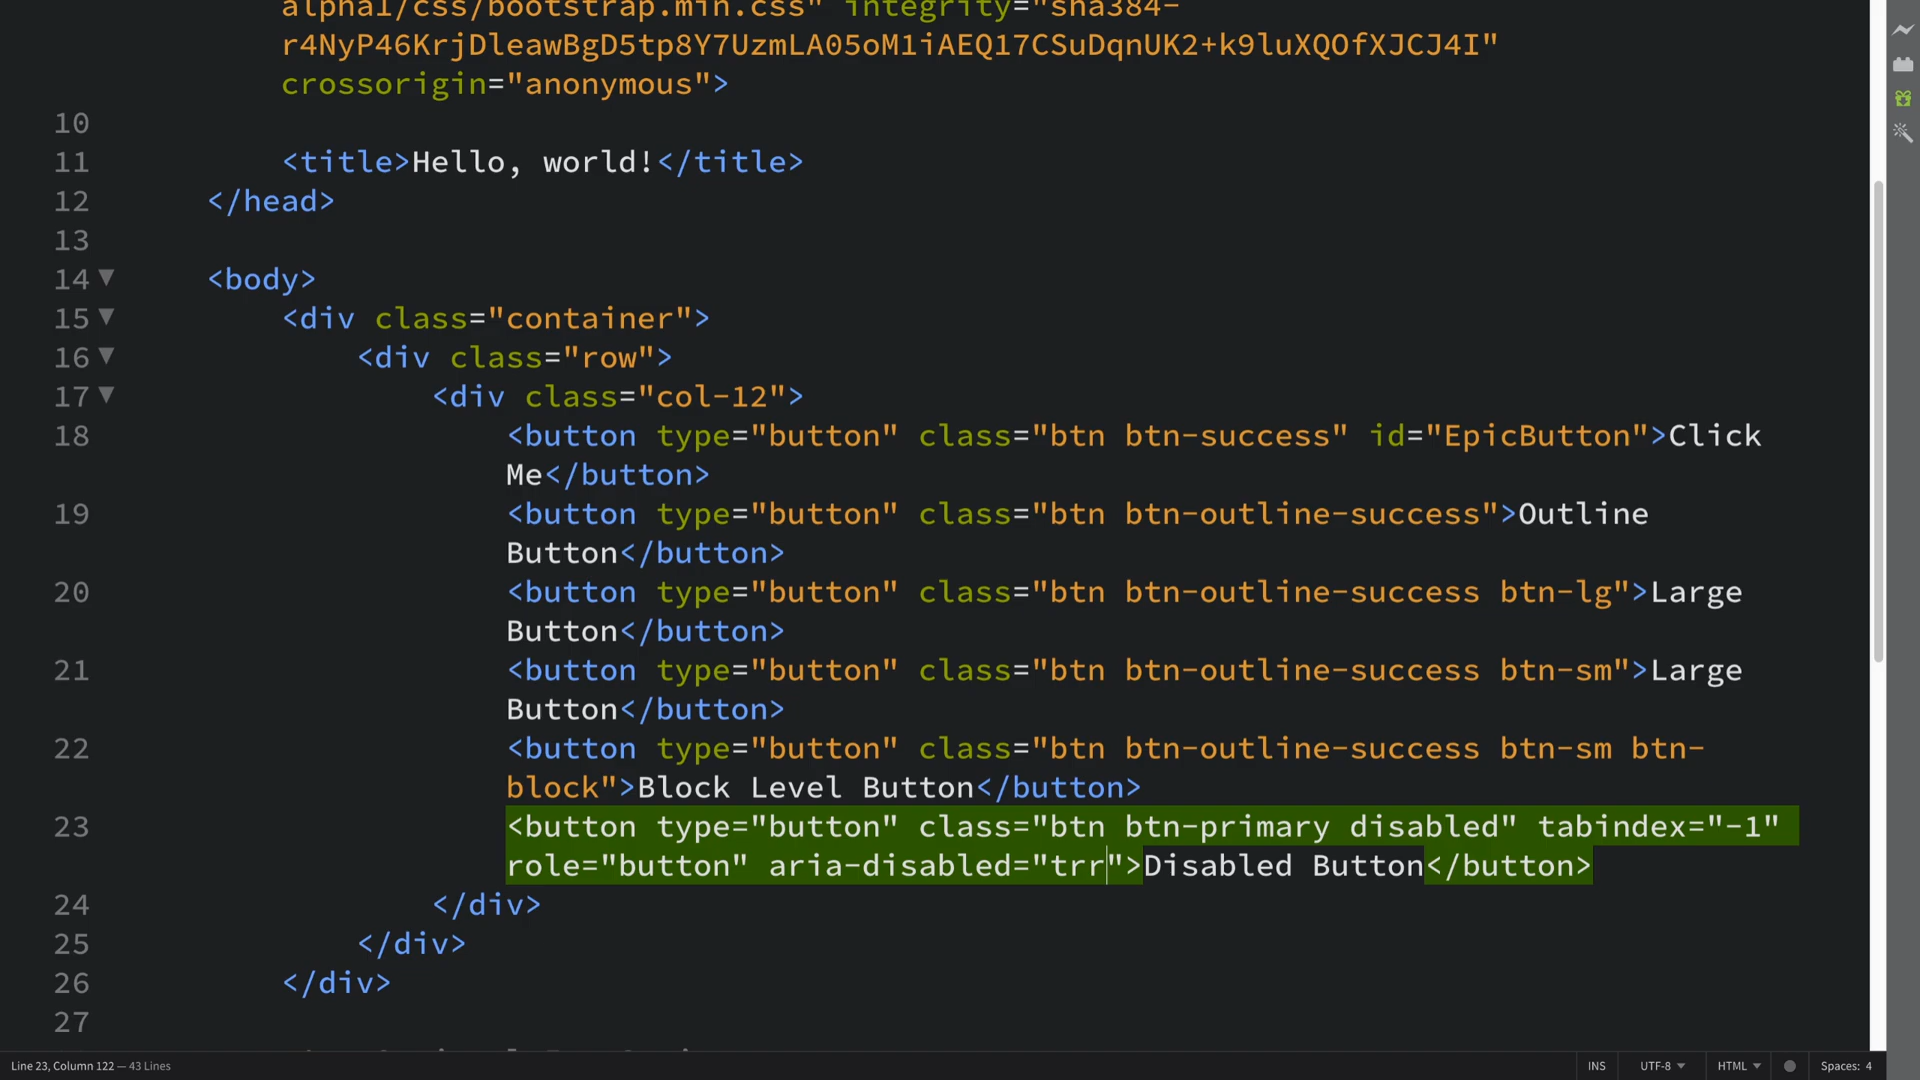 alpha1/css/bootstrap.min.css" integrity="sha384-
r4NyP46KrjDleawBgD5tp8Y7UzmLA05oM1iAEQ17CSuDqnUK2+k9luXQOfXJCJ4I"
crossorigin="anonymous">
10
11 <title>Hello, world!</title>
12 </head>
13
14 <body>
15 <div class="container">
16 <div class="row">
17 <div class="col-12">
18 <button type="button" class="btn btn-success" id="EpicButton">Click
Me</button>
19 <button type="button" class="btn btn-outline-success">Outline
Button</button>
20 <button type="button" class="btn btn-outline-success btn-lg">Large
Button</button>
21 <button type="button" class="btn btn-outline-success btn-sm">Large
Button</button>
22 <button type="button" class="btn btn-outline-success btn-sm btn-
block">Block Level Button</button>
23 <button type="button" class="btn btn-primary disabled" tabindex="-1"
role="button" aria-disabled="trr">Disabled Button</button>
24 </div>
25 </div>
26 </div>
27
Line 23, Column 122 — 43 Lines INS UTF-8 HTML Spaces: 4